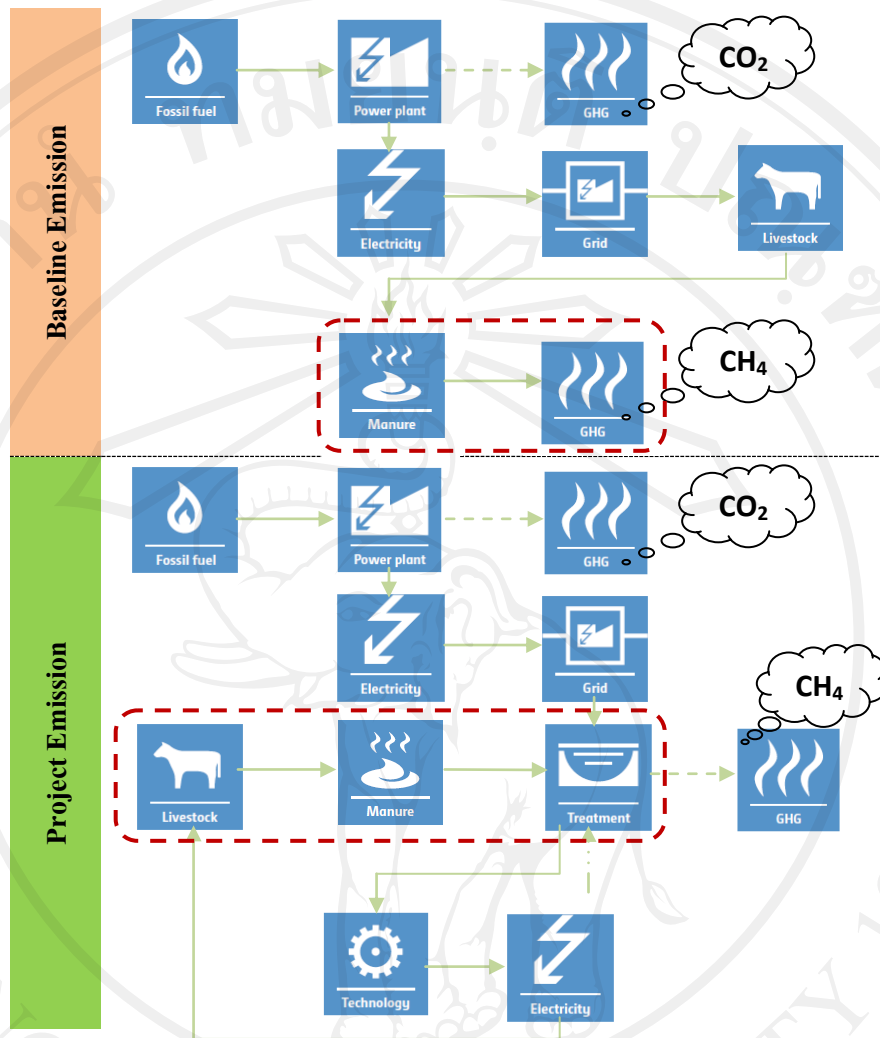 Baseline Emission
Fossil fuel
Power plant
GHG
CO₂
Electricity
Grid
Livestock
Manure
GHG
CH₄
Project Emission
Fossil fuel
Power plant
GHG
CO₂
Electricity
Grid
CH₄
Livestock
Manure
Treatment
GHG
Technology
Electricity